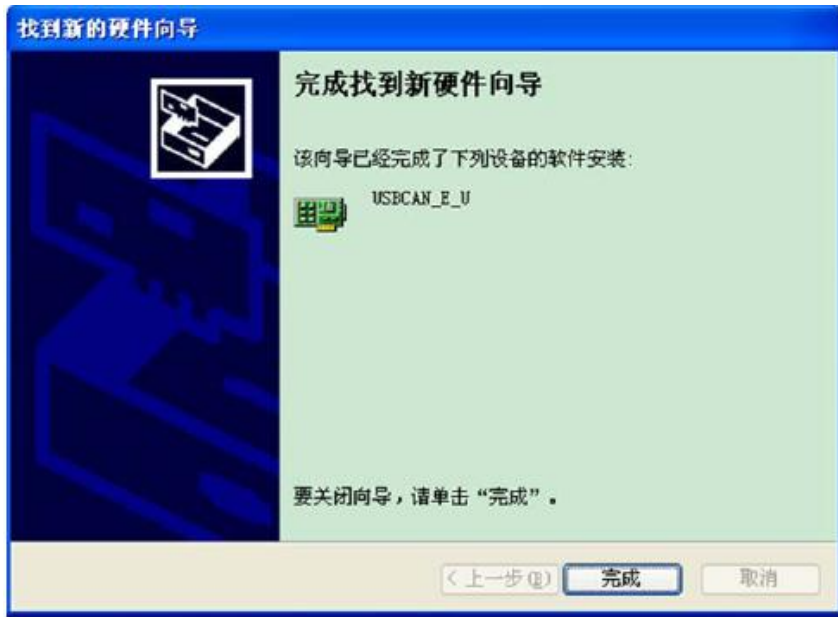 找到新的硬件向导
完成找到新硬件向导
该向导已经完成了下列设备的软件安装:
USBCAN_E_U
要关闭向导，请单击“完成”。
<上一步(B) 完成 取消